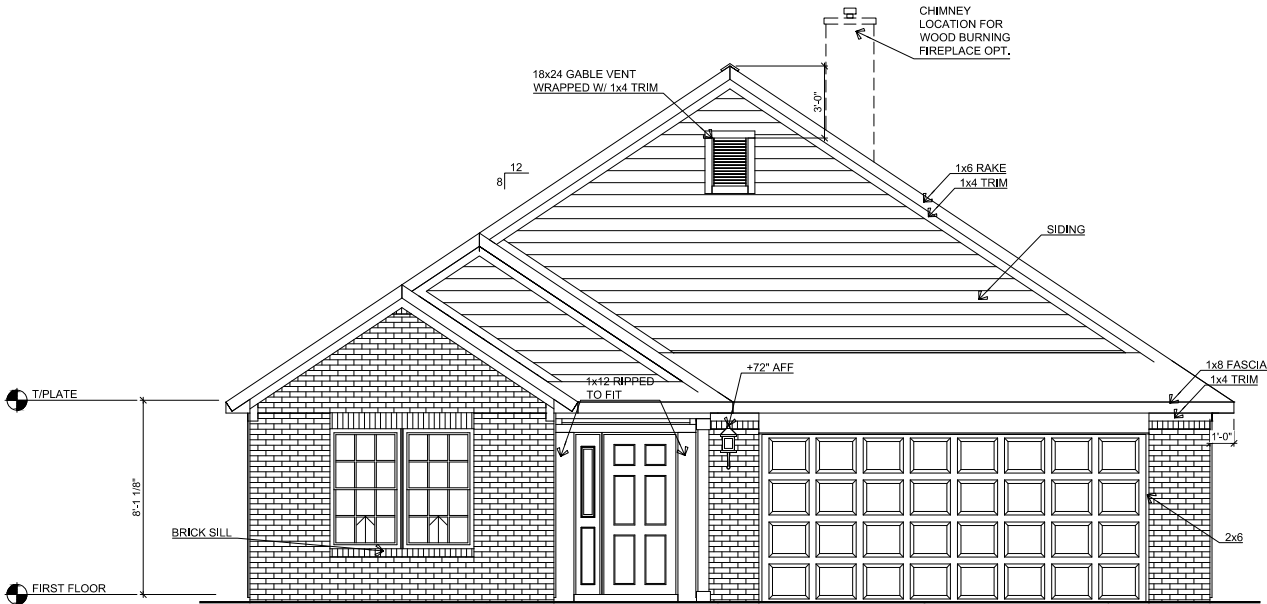 CHIMNEY
LOCATION FOR
WOOD BURNING
FIREPLACE OPT.
18x24 GABLE VENT
WRAPPED W/ 1x4 TRIM
3'-0"
12
8
1x6 RAKE
1x4 TRIM
SIDING
+72" AFF
1x12 RIPPED
TO FIT
1x8 FASCIA
1x4 TRIM
T/PLATE
1'-0"
8'-1 1/8"
BRICK SILL
2x6
FIRST FLOOR